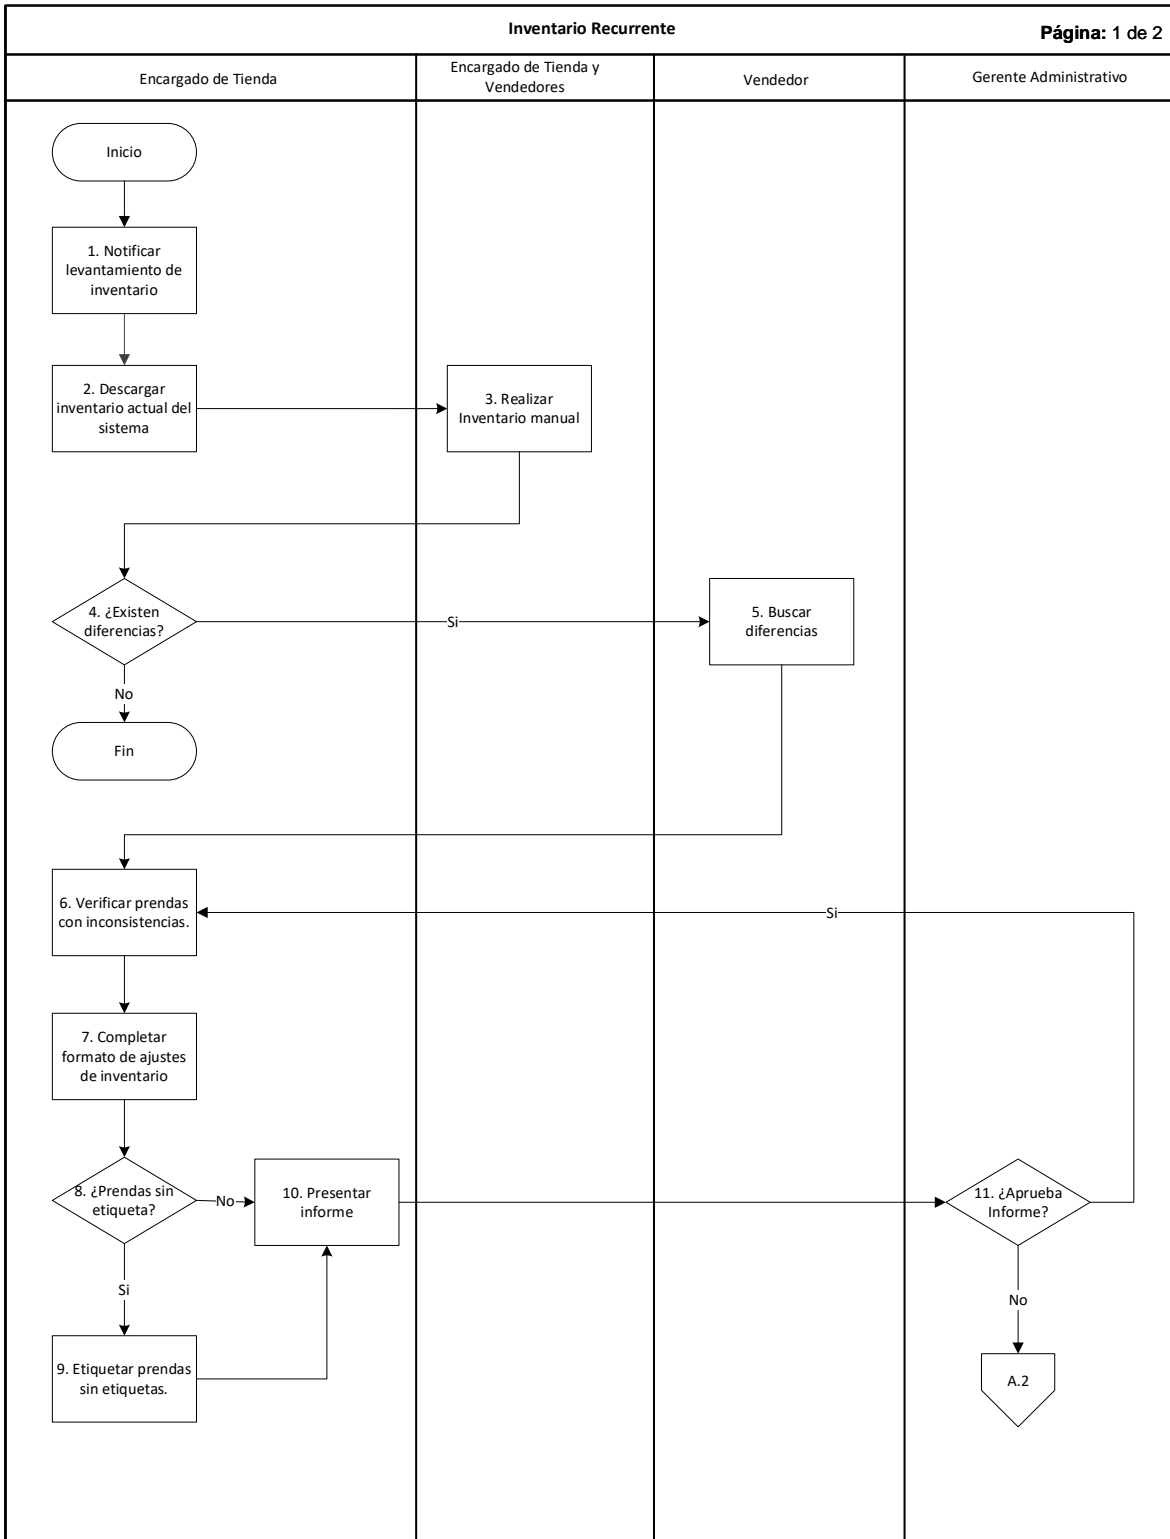 Inventario Recurrente
Página: 1 de 2
Encargado de Tienda
Encargado de Tienda y
Vendedores
Vendedor
Gerente Administrativo
Inicio
1. Notificar
levantamiento de
inventario
2. Descargar
inventario actual del
sistema
3. Realizar
Inventario manual
4. ¿Existen
diferencias?
Si
5. Buscar
diferencias
No
Fin
6. Verificar prendas
con inconsistencias.
Si
7. Completar
formato de ajustes
de inventario
8. ¿Prendas sin
etiqueta?
No
10. Presentar
informe
11. ¿Aprueba
Informe?
Si
No
9. Etiquetar prendas
sin etiquetas.
A.2